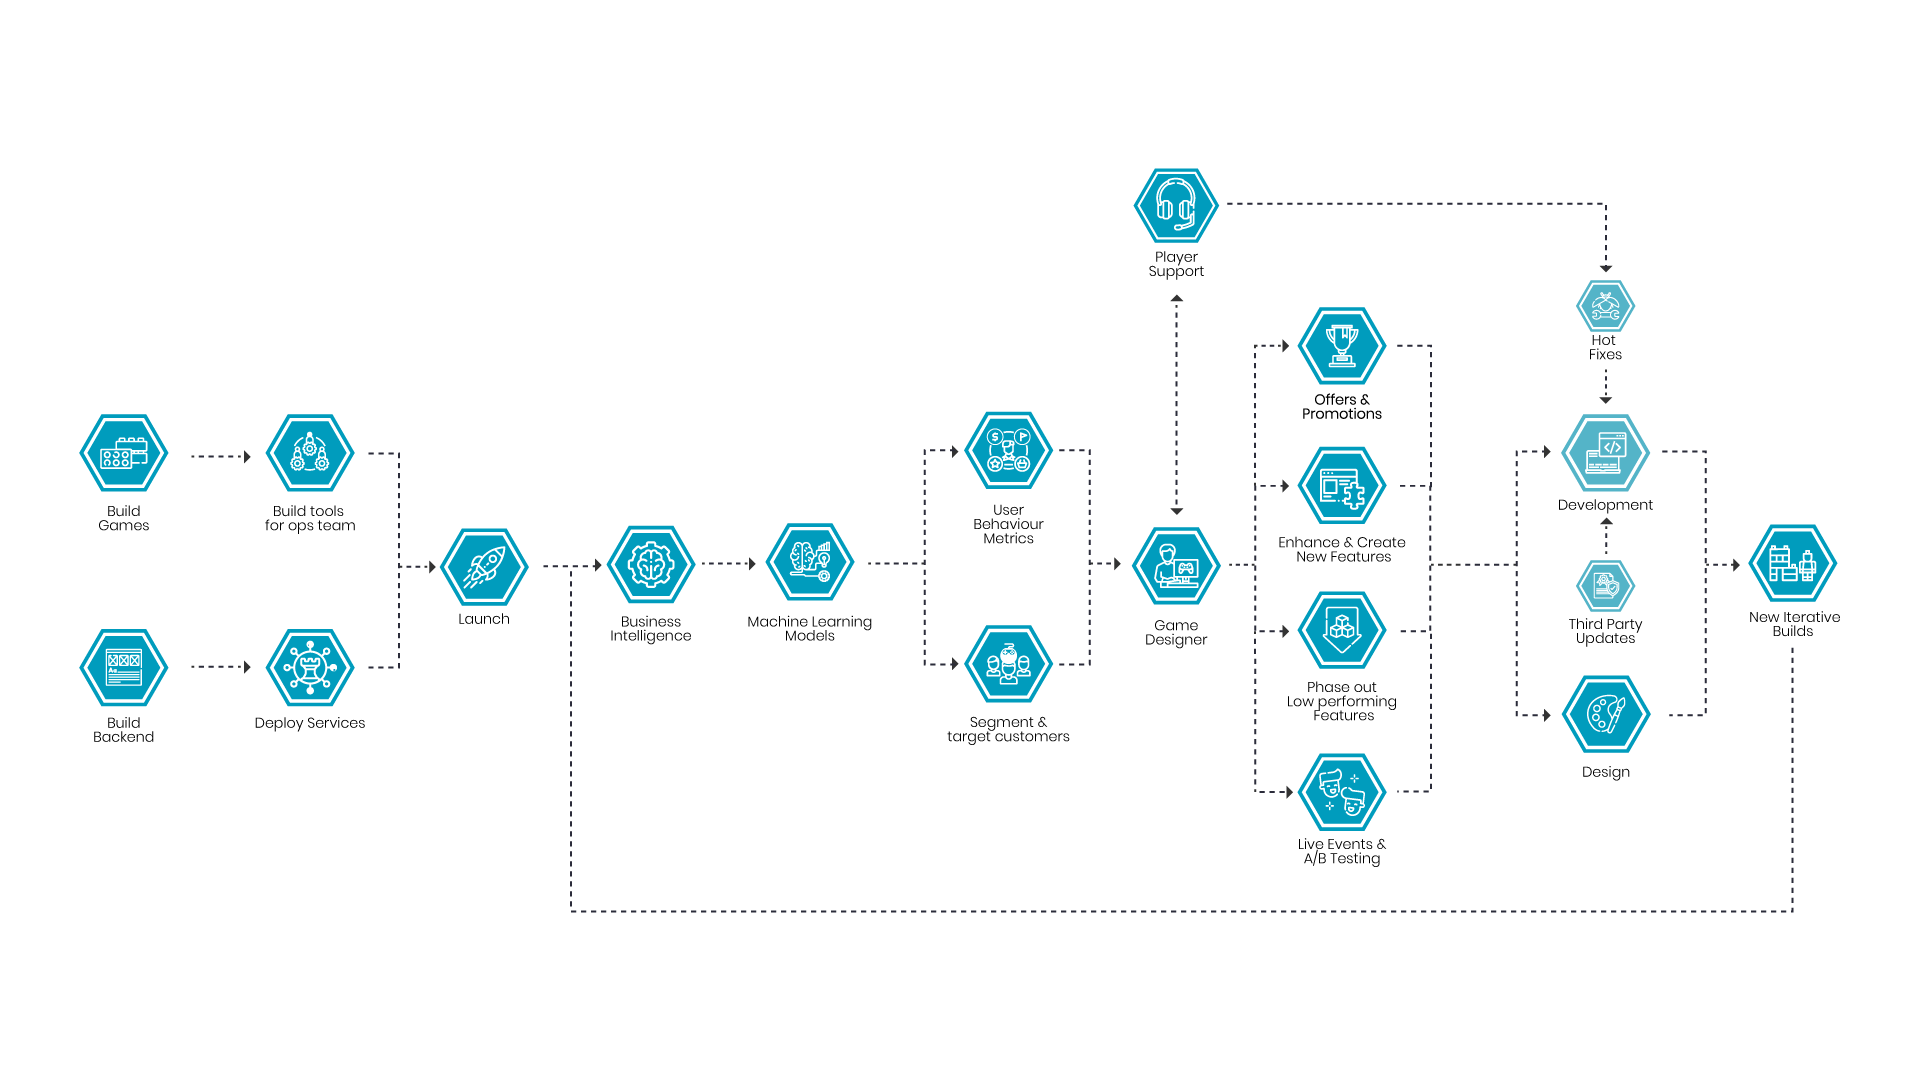 Build
Games
Build tools
for ops team
Build
Backend
Deploy Services
Launch
Business
Intelligence
Machine Learning
Models
User
Behaviour
Metrics
Segment &
target customers
Player
Support
Game
Designer
Offers &
Promotions
Enhance & Create
New Features
Phase out
Low performing
Features
Live Events &
A/B Testing
Hot
Fixes
Development
Third Party
Updates
Design
New Iterative
Builds